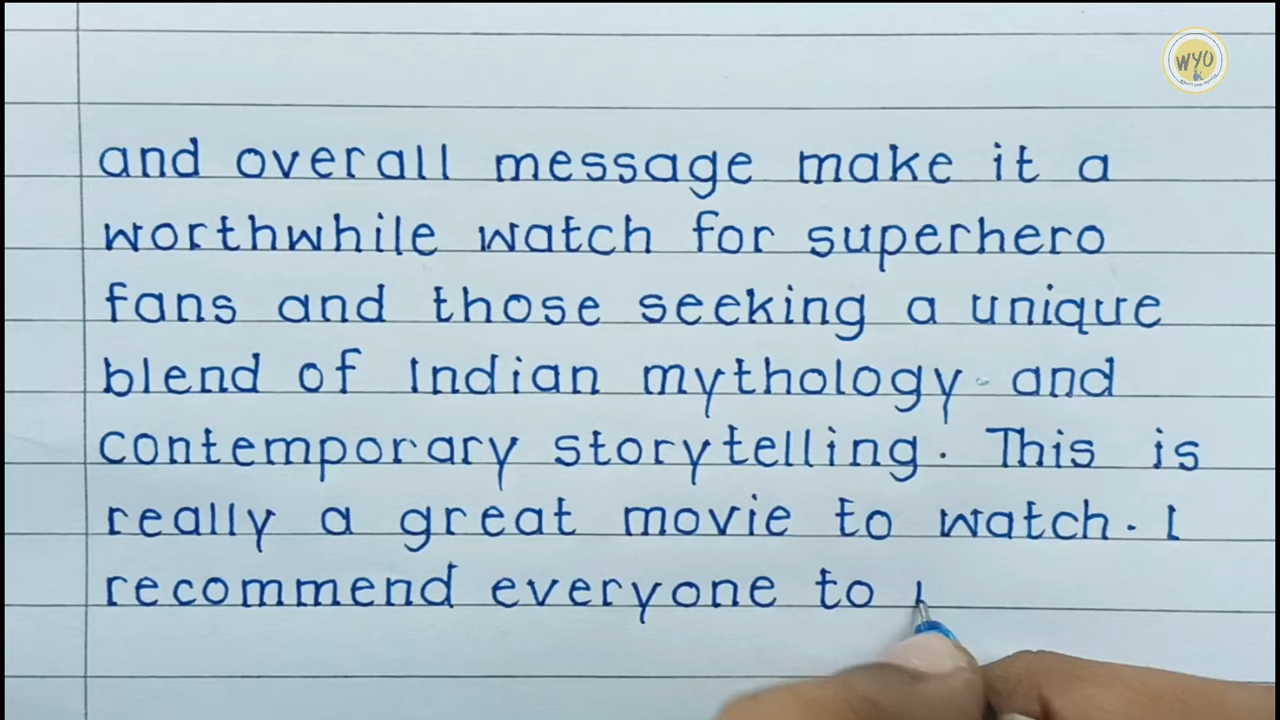 WYO
and overall message make it a
worthwhile watch for superhero
fans and those seeking a unique
blend of Indian mythology and
contemporary storytelling. This is
really a great movie to watch. I
recommend everyone to